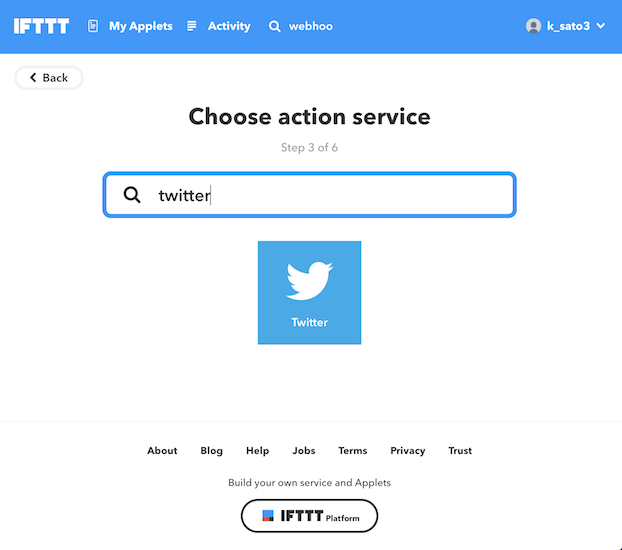 IFTTT My Applets Activity webhoo k_sato3
Back
Choose action service
Step 3 of 6
twitter
Twitter
About Blog Help Jobs Terms Privacy Trust
Build your own service and Applets
IFTTT Platform